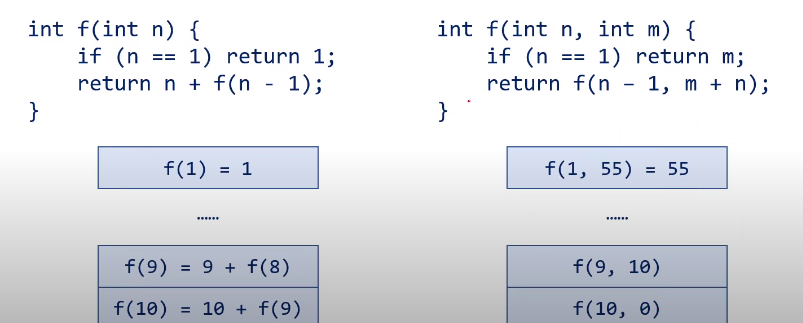 int f(int n) {
    if (n == 1) return 1;
    return n + f(n - 1);
}
f(1) = 1
......
f(9) = 9 + f(8)
f(10) = 10 + f(9)
int f(int n, int m) {
    if (n == 1) return m;
    return f(n – 1, m + n);
}
f(1, 55) = 55
......
f(9, 10)
f(10, 0)